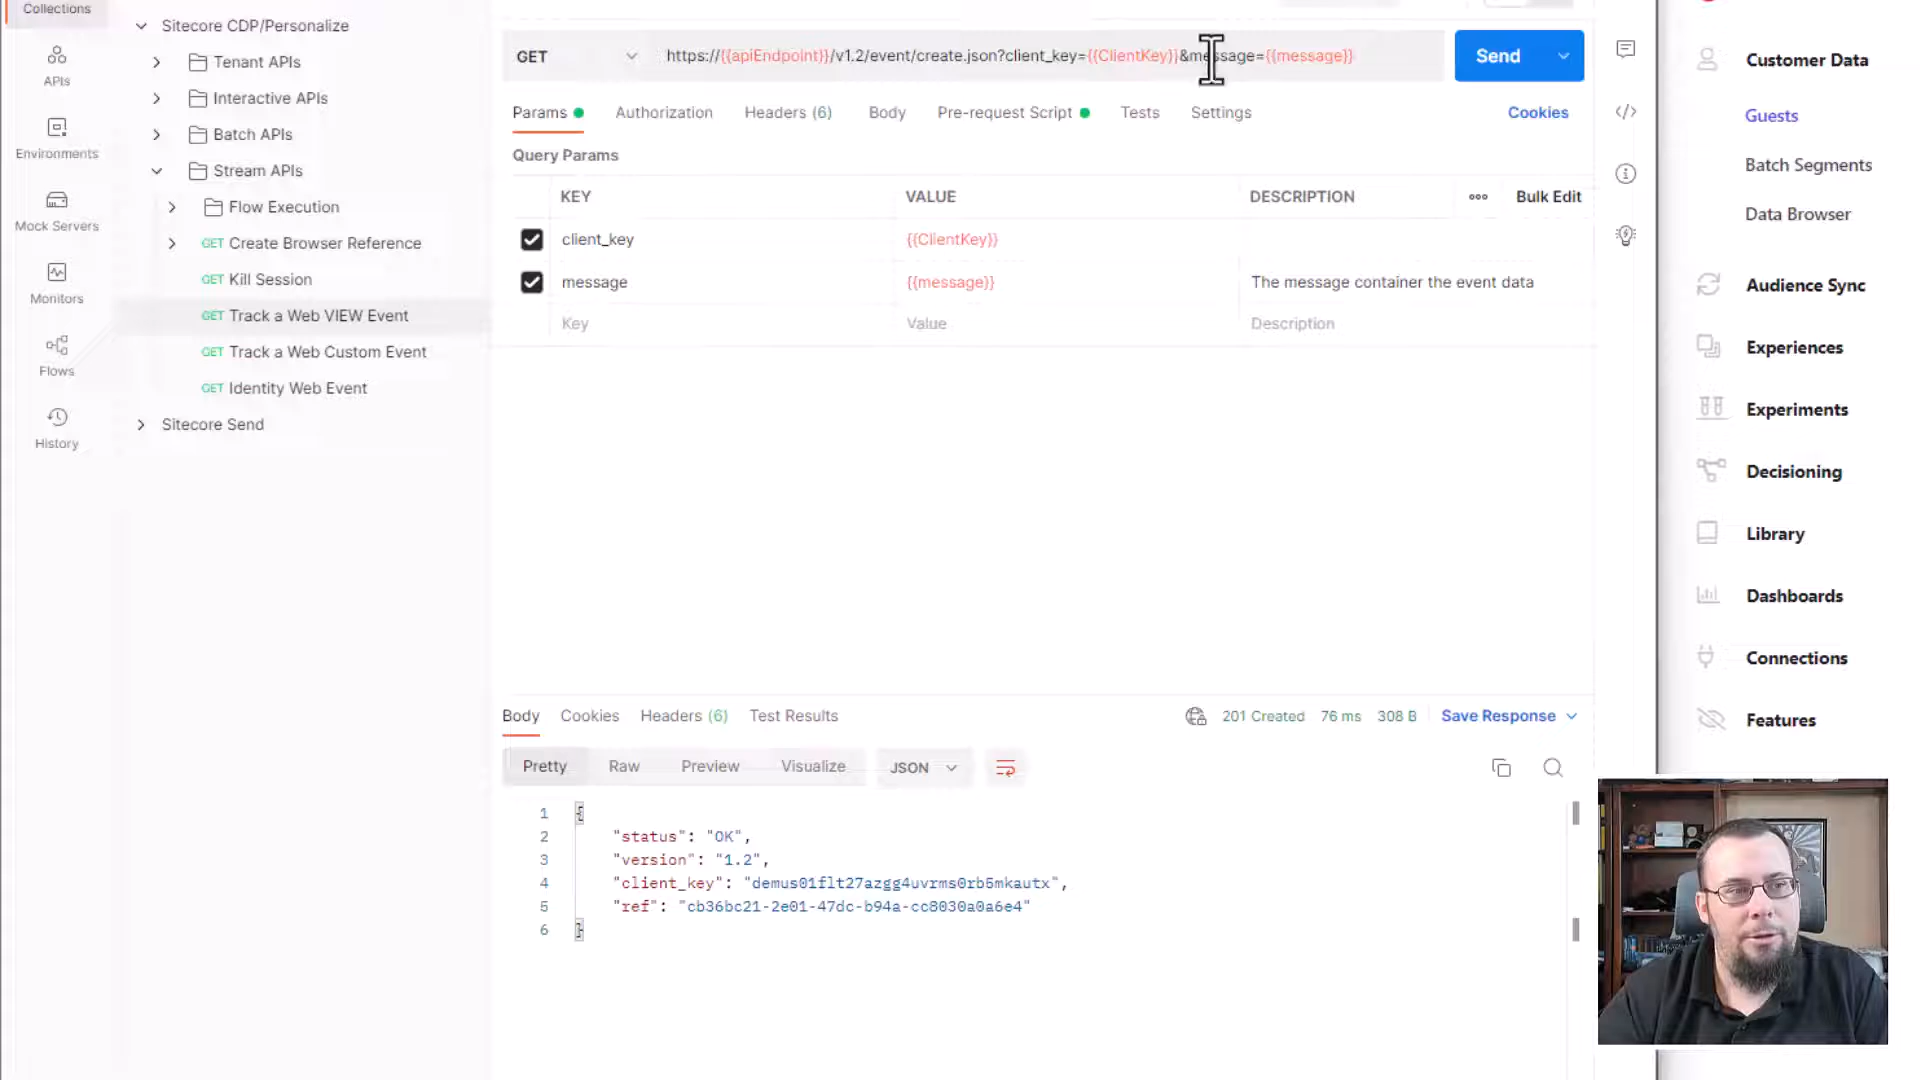 Collections
APIs
Environments
Mock Servers
Monitors
Flows
History
Sitecore CDP/Personalize
Tenant APIs
Interactive APIs
Batch APIs
Stream APIs
Flow Execution
GET Create Browser Reference
GET Kill Session
GET Track a Web VIEW Event
GET Track a Web Custom Event
GET Identity Web Event
Sitecore Send
GET https://{{apiEndpoint}}/v1.2/event/create.json?client_key={{ClientKey}}&message={{message}} Send
Params Authorization Headers (6) Body Pre-request Script Tests Settings Cookies
Query Params
KEY VALUE DESCRIPTION Bulk Edit
client_key {{ClientKey}}
message {{message}} The message container the event data
Key Value Description
Body Cookies Headers (6) Test Results 201 Created 76 ms 308 B Save Response
Pretty Raw Preview Visualize JSON
1 {
2 "status": "OK",
3 "version": "1.2",
4 "client_key": "demus01flt27azgg4uvrms0rb5mkautx",
5 "ref": "cb36bc21-2e01-47dc-b94a-cc8030a0a6e4"
6 }
Customer Data
Guests
Batch Segments
Data Browser
Audience Sync
Experiences
Experiments
Decisioning
Library
Dashboards
Connections
Features